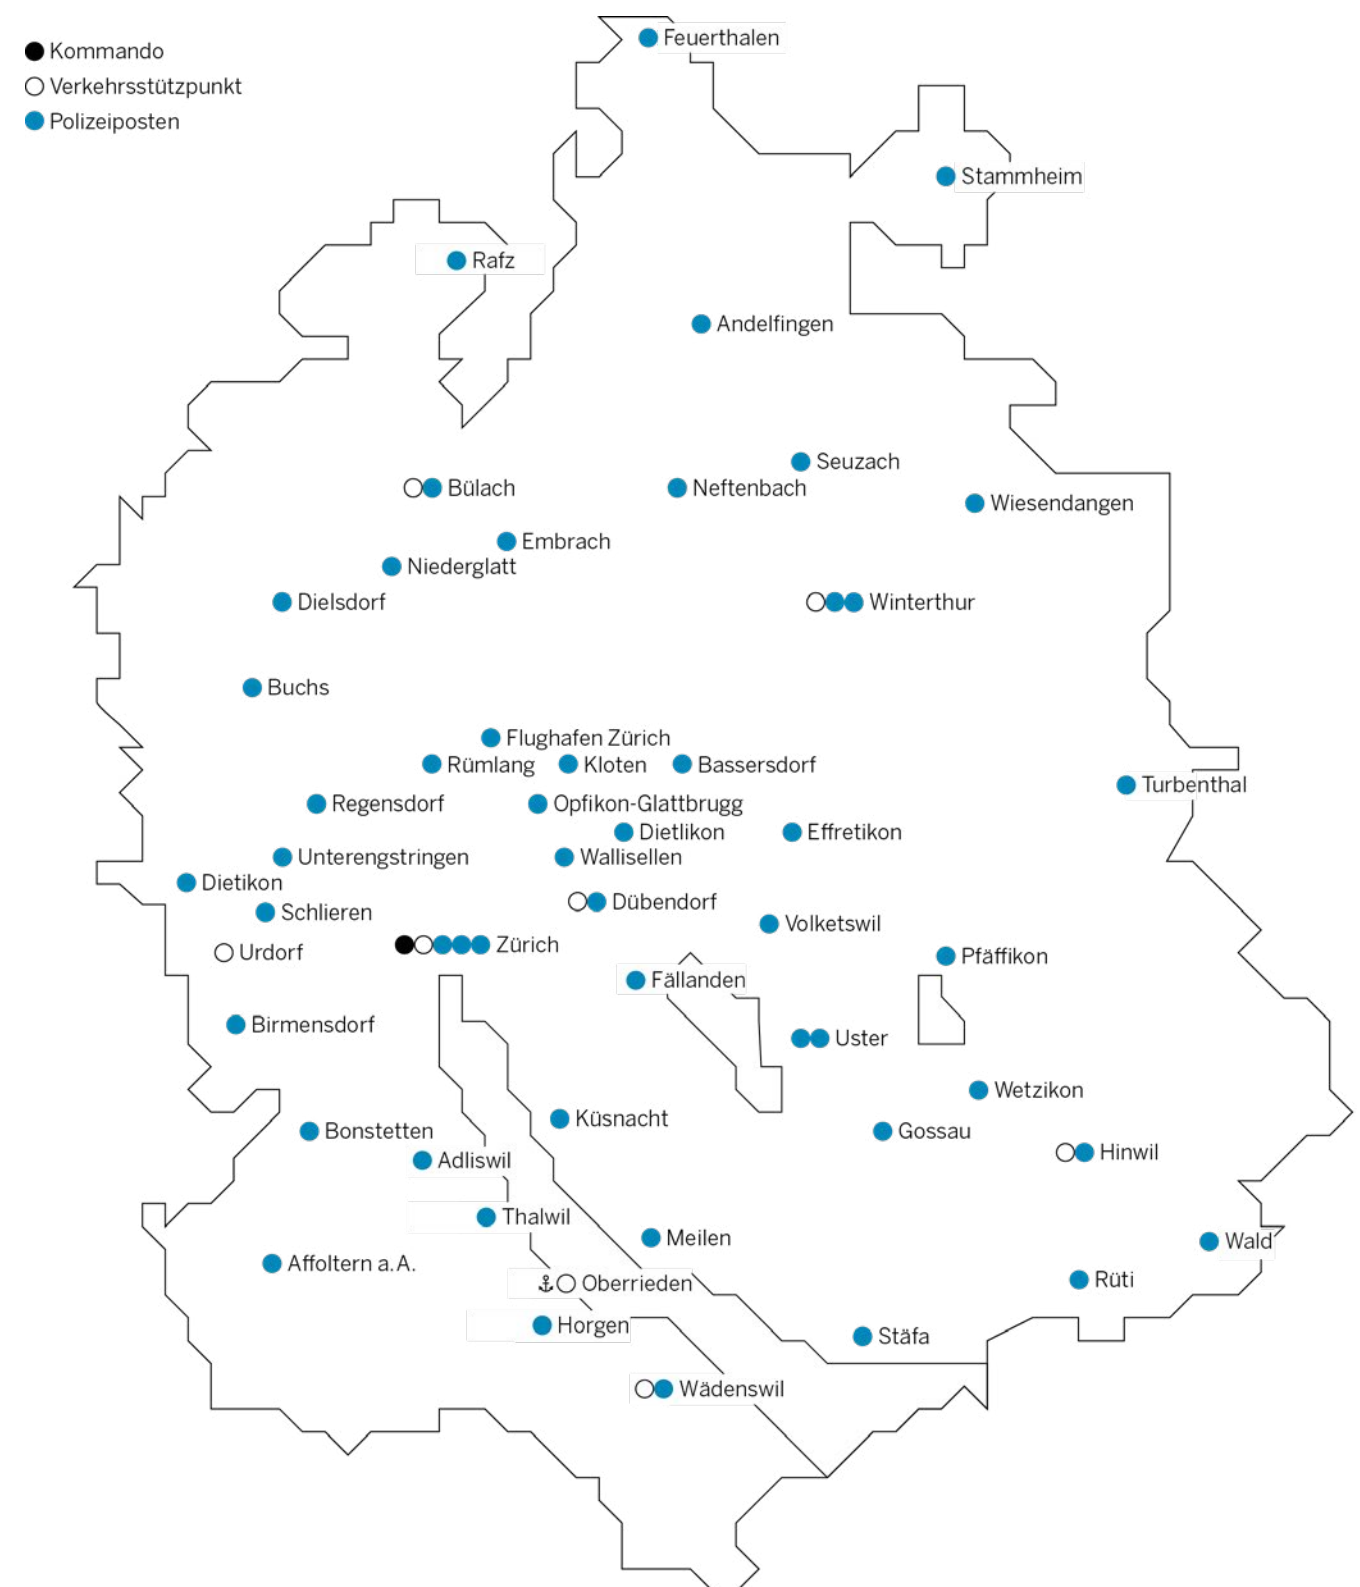 Kommando
Verkehrsstützpunkt
Polizeiposten
Feuerthalen
Stammheim
Rafz
Andelfingen
Seuzach
Bülach
Neftenbach
Wiesendangen
Embrach
Niederglatt
Dielsdorf
Winterthur
Buchs
Flughafen Zürich
Rümlang
Kloten
Bassersdorf
Turbenthal
Regensdorf
Opfikon-Glattbrugg
Dietlikon
Effretikon
Unterengstringen
Wallisellen
Dietikon
Dübendorf
Schlieren
Volketswil
Zürich
Urdorf
Pfäffikon
Fällanden
Birmensdorf
Uster
Wetzikon
Küsnacht
Bonstetten
Gossau
Hinwil
Adliswil
Thalwil
Meilen
Wald
Affoltern a. A.
Rüti
Oberrieden
Horgen
Stäfa
Wädenswil